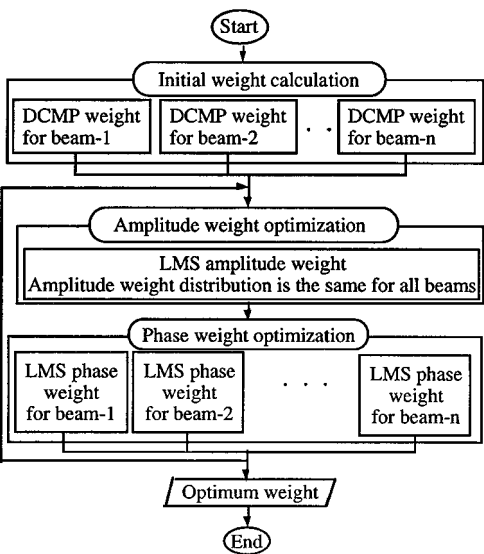 Start
Initial weight calculation
DCMP weight
for beam-1
DCMP weight
for beam-2
. .
DCMP weight
for beam-n
Amplitude weight optimization
LMS amplitude weight
Amplitude weight distribution is the same for all beams
Phase weight optimization
LMS phase
weight
for beam-1
LMS phase
weight
for beam-2
. . .
LMS phase
weight
for beam-n
Optimum weight
End